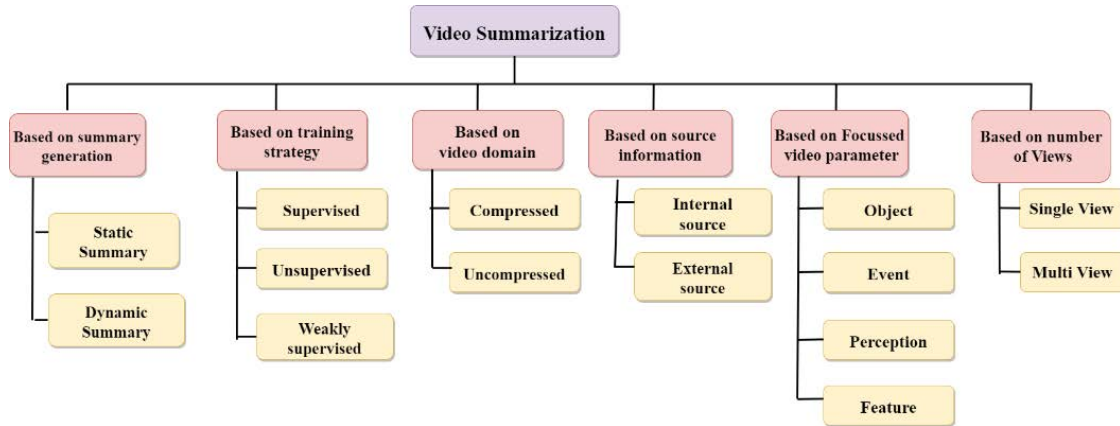 Video Summarization
Based on summary
generation
Based on training
strategy
Based on
video domain
Based on source
information
Based on Focussed
video parameter
Based on number
of Views
Static
Summary
Dynamic
Summary
Supervised
Unsupervised
Weakly
supervised
Compressed
Uncompressed
Internal
source
External
source
Object
Event
Perception
Feature
Single View
Multi View